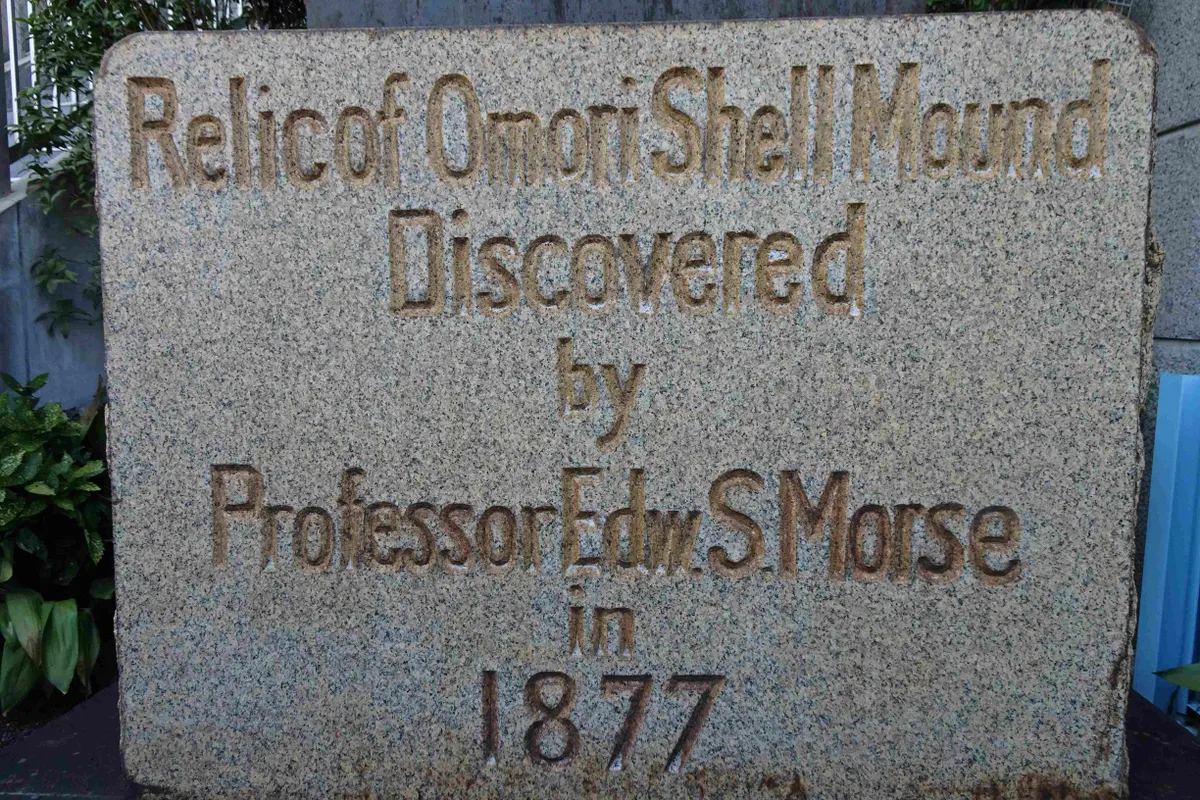 Relic of Omori Shell Mound
Discovered
by
Professor Edw. S. Morse
in
1877